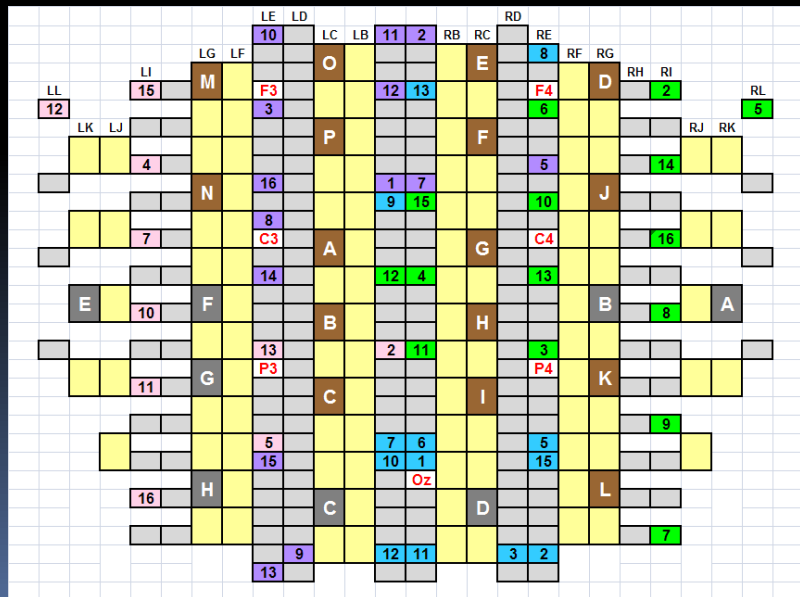 LE LD RD
10 11 2
LG LF LC LB RB RC RE RF RG
O E 8
LL LI M D RH RI RL
15 F3 12 13 F4 2
12 3 6 5
LK LJ RJ RK
P F
4 5 14
16 1 7
N J
9 15 10
8
7 C3 C4 16
A G
14 12 4 13
E F B A
10 8
B H
13 2 11 3
P3 P4
G K
11
C I
9
5 7 6 5
15 10 1 15
Oz
H L
16
C D
7
9 12 11 3 2
13